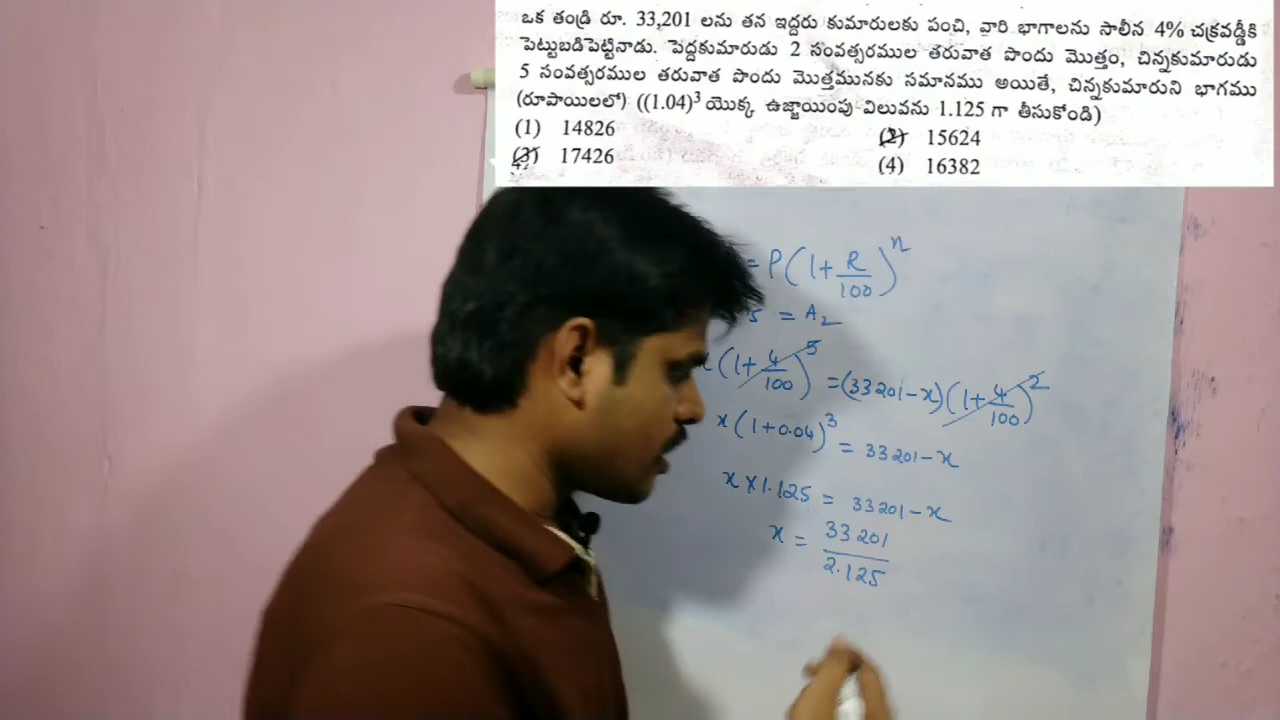 ఒక తండ్రి రూ. 33,201 లను తన ఇద్దరు కుమారులకు పంచి, వారి భాగాలను సాలీన 4% చక్రవడ్డీకి
పెట్టుబడిపెట్టినాడు. పెద్దకుమారుడు 2 సంవత్సరముల తరువాత పొందు మొత్తం, చిన్నకుమారుడు
5 సంవత్సరముల తరువాత పొందు మొత్తమునకు సమానము అయితే, చిన్నకుమారుని భాగము
(రూపాయిలలో) ((1.04)³ యొక్క ఉజ్జాయింపు విలువను 1.125 గా తీసుకోండి)
(1) 14826 (2) 15624
(3) 17426 (4) 16382
= P(1+R/100)^n
5 = A₂
x(1+4/100)^5 = (33201-x)(1+4/100)^2
x(1+0.04)^3 = 33201-x
x×1.125 = 33201-x
x = 33201/2.125